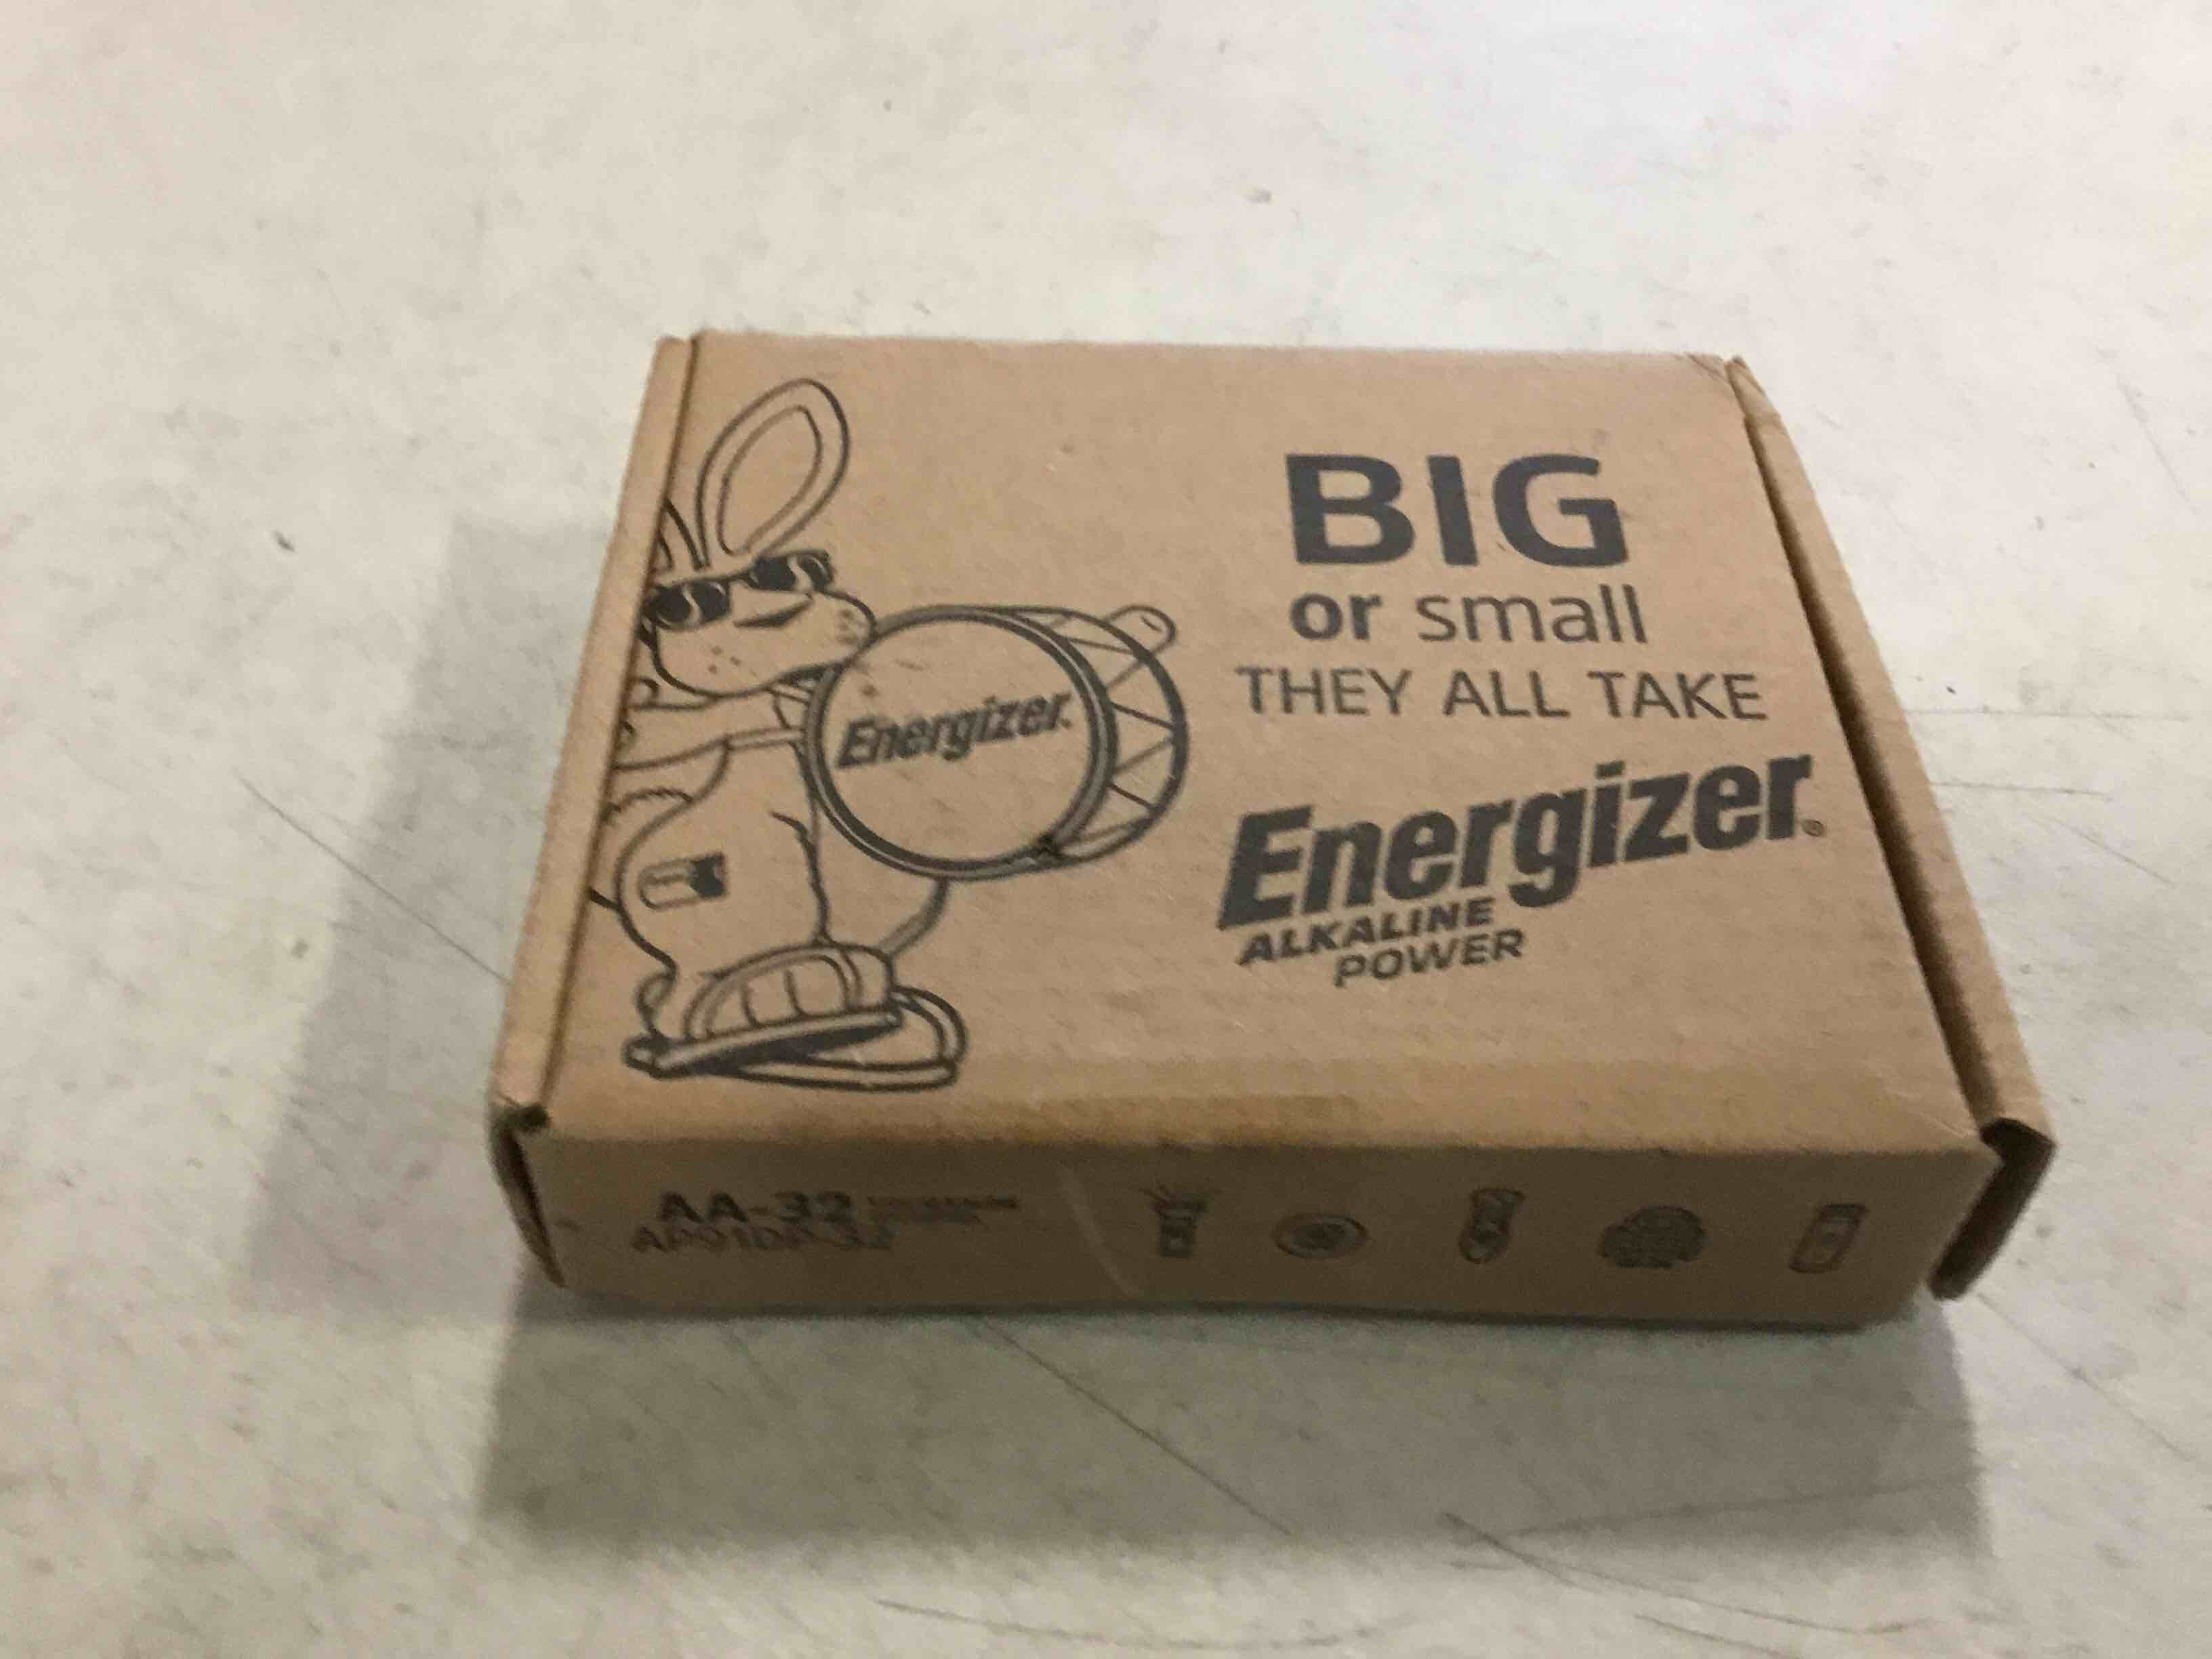 BIG
or small
THEY ALL TAKE
Energizer®
ALKALINE
POWER
Energizer.
AA-32